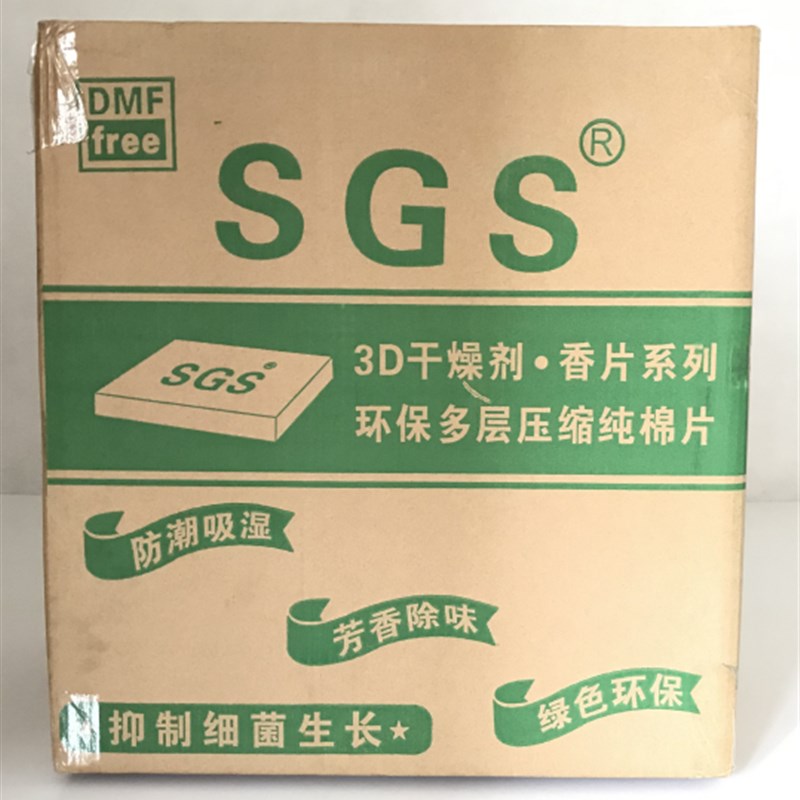 DMF
free
SGS®
SGS®
3D干燥剂•香片系列
环保多层压缩纯棉片
防潮吸湿
芳香除味
绿色环保
抑制细菌生长★